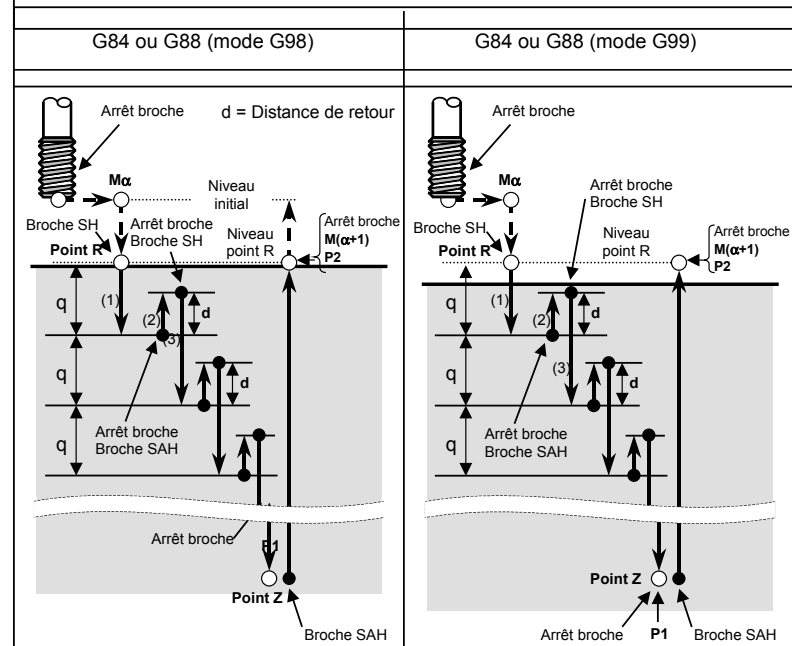 G84 ou G88 (mode G98)
G84 ou G88 (mode G99)
Arrêt broche
d = Distance de retour
Mα
Niveau
initial
Broche SH
Arrêt broche
Broche SH
Point R
Niveau
point R
Arrêt broche
M(α+1)
P2
q
(1)
(2)
d
(3)
q
d
q
Arrêt broche
Broche SAH
Arrêt broche
P1
Point Z
Broche SAH
Arrêt broche
Mα
Arrêt broche
Broche SH
Broche SH
Point R
Niveau
point R
Arrêt broche
M(α+1)
P2
q
(1)
(2)
d
q
(3)
d
q
Arrêt broche
Broche SAH
Point Z
Arrêt broche
P1
Broche SAH